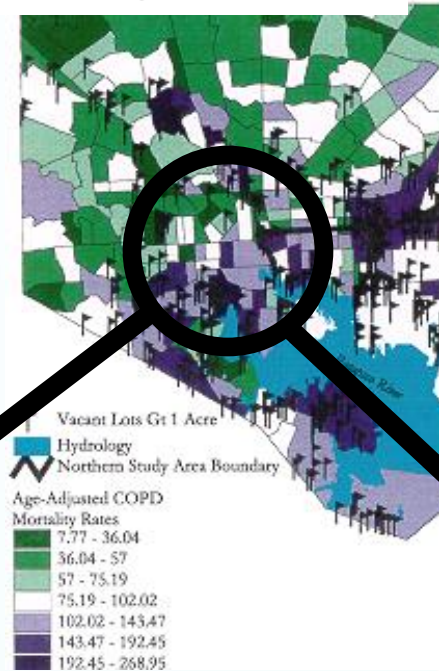 Patapsco River
Vacant Lots Gt 1 Acre
Hydrology
Northern Study Area Boundary
Age-Adjusted COPD
Mortality Rates
7.77 - 36.04
36.04 - 57
57 - 75.19
75.19 - 102.02
102.02 - 143.47
143.47 - 192.45
192.45 - 268.95